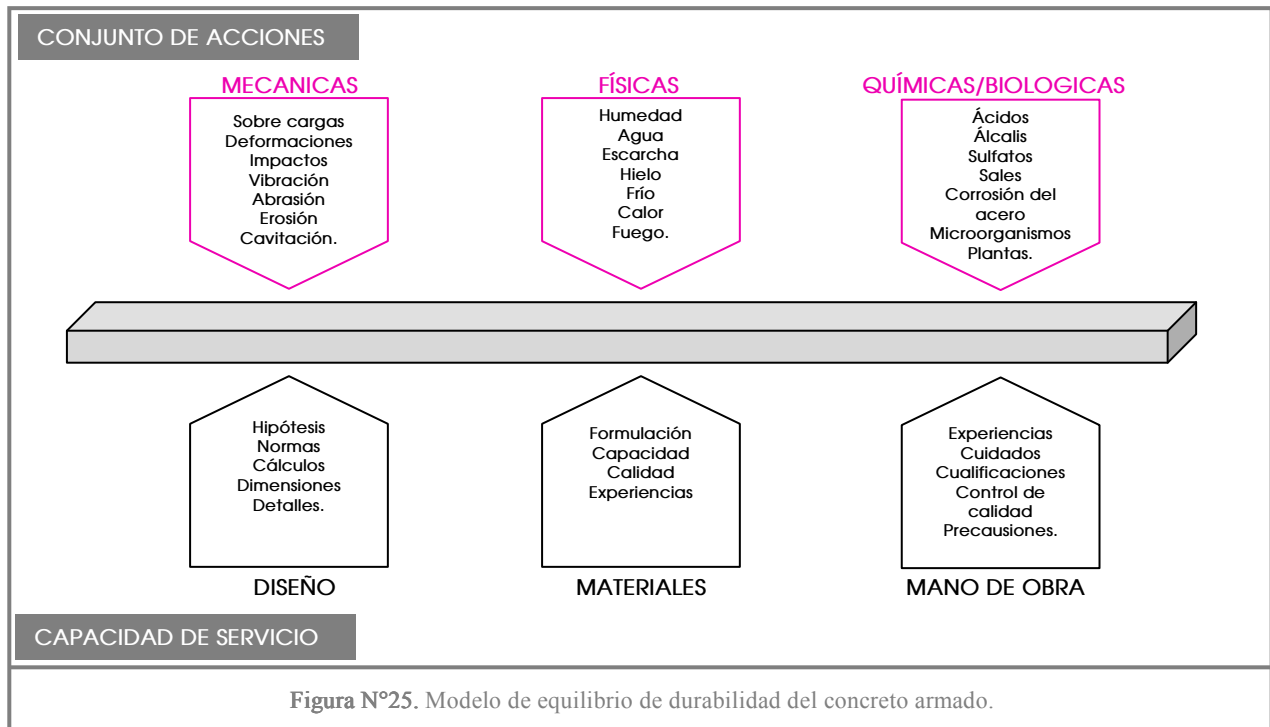 CONJUNTO DE ACCIONES
MECANICAS
Sobre cargas
Deformaciones
Impactos
Vibración
Abrasión
Erosión
Cavitación.
FÍSICAS
Humedad
Agua
Escarcha
Hielo
Frío
Calor
Fuego.
QUÍMICAS/BIOLOGICAS
Ácidos
Álcalis
Sulfatos
Sales
Corrosión del
acero
Microorganismos
Plantas.
Hipótesis
Normas
Cálculos
Dimensiones
Detalles.
DISEÑO
Formulación
Capacidad
Calidad
Experiencias
MATERIALES
Experiencias
Cuidados
Cualificaciones
Control de
calidad
Precausiones.
MANO DE OBRA
CAPACIDAD DE SERVICIO
Figura N°25. Modelo de equilibrio de durabilidad del concreto armado.